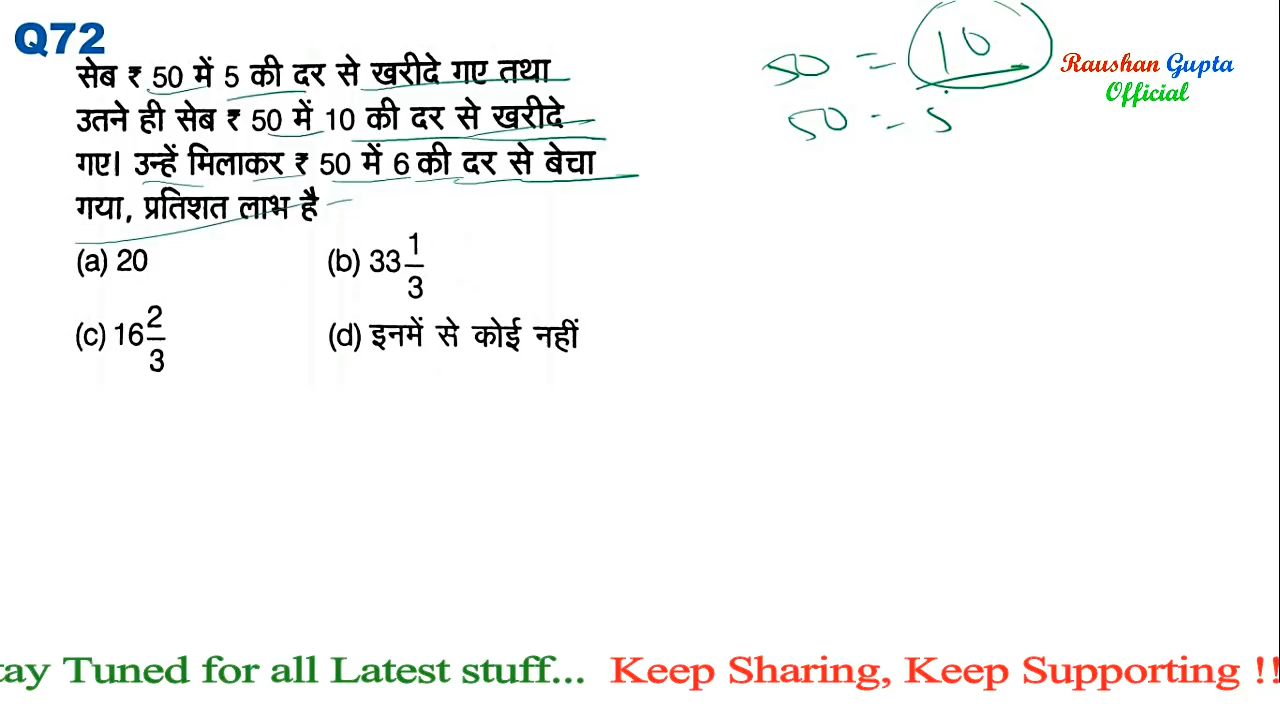 Q72
सेब ₹ 50 में 5 की दर से खरीदे गए तथा
उतने ही सेब ₹ 50 में 10 की दर से खरीदे
गए। उन्हें मिलाकर ₹ 50 में 6 की दर से बेचा
गया, प्रतिशत लाभ है
(a) 20 (b) 33 1/3
(c) 16 2/3 (d) इनमें से कोई नहीं
50 = 10
50 = 5
Raushan Gupta
Official
tay Tuned for all Latest stuff... Keep Sharing, Keep Supporting !!